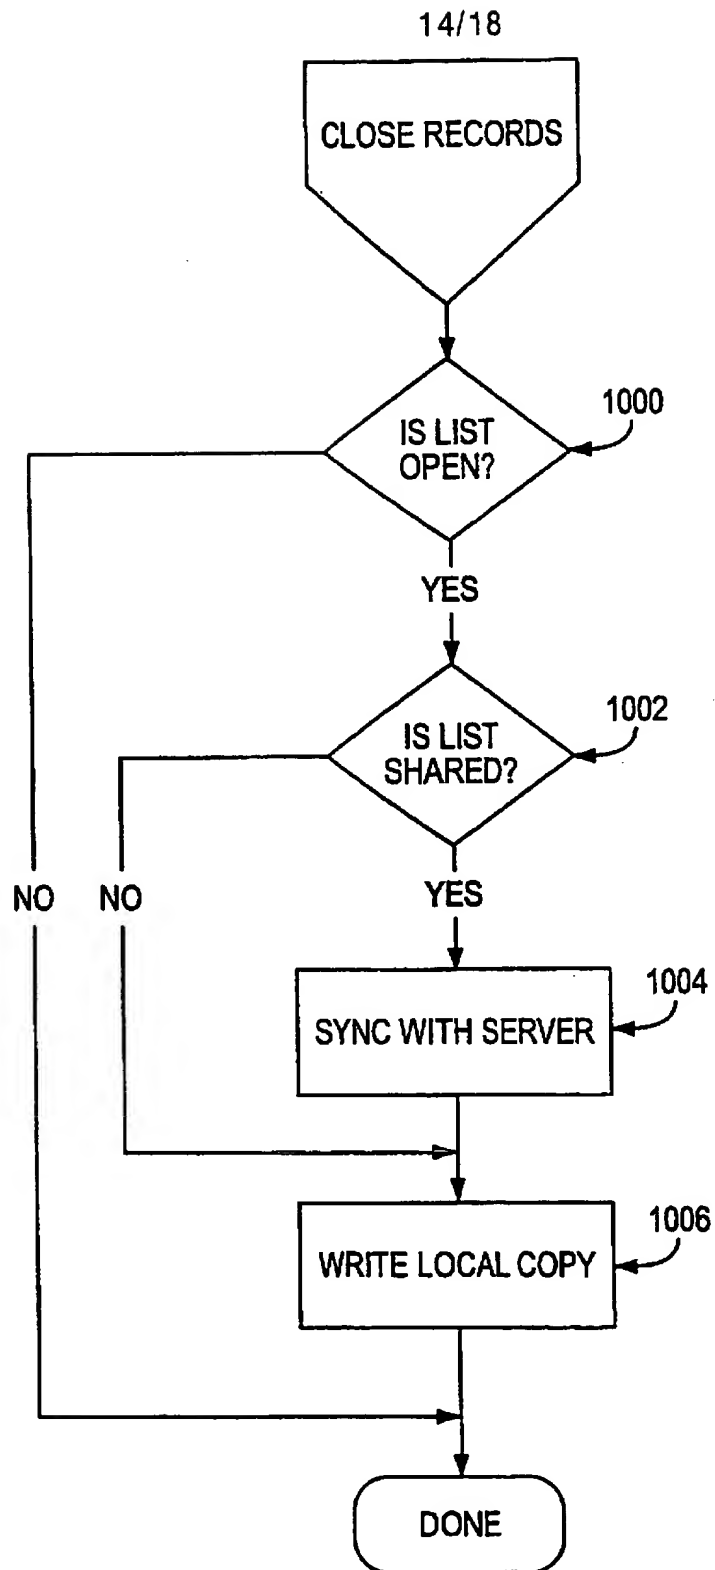 14/18
CLOSE RECORDS
1000
IS LIST
OPEN?
YES
1002
IS LIST
SHARED?
NO
NO
YES
1004
SYNC WITH SERVER
1006
WRITE LOCAL COPY
DONE